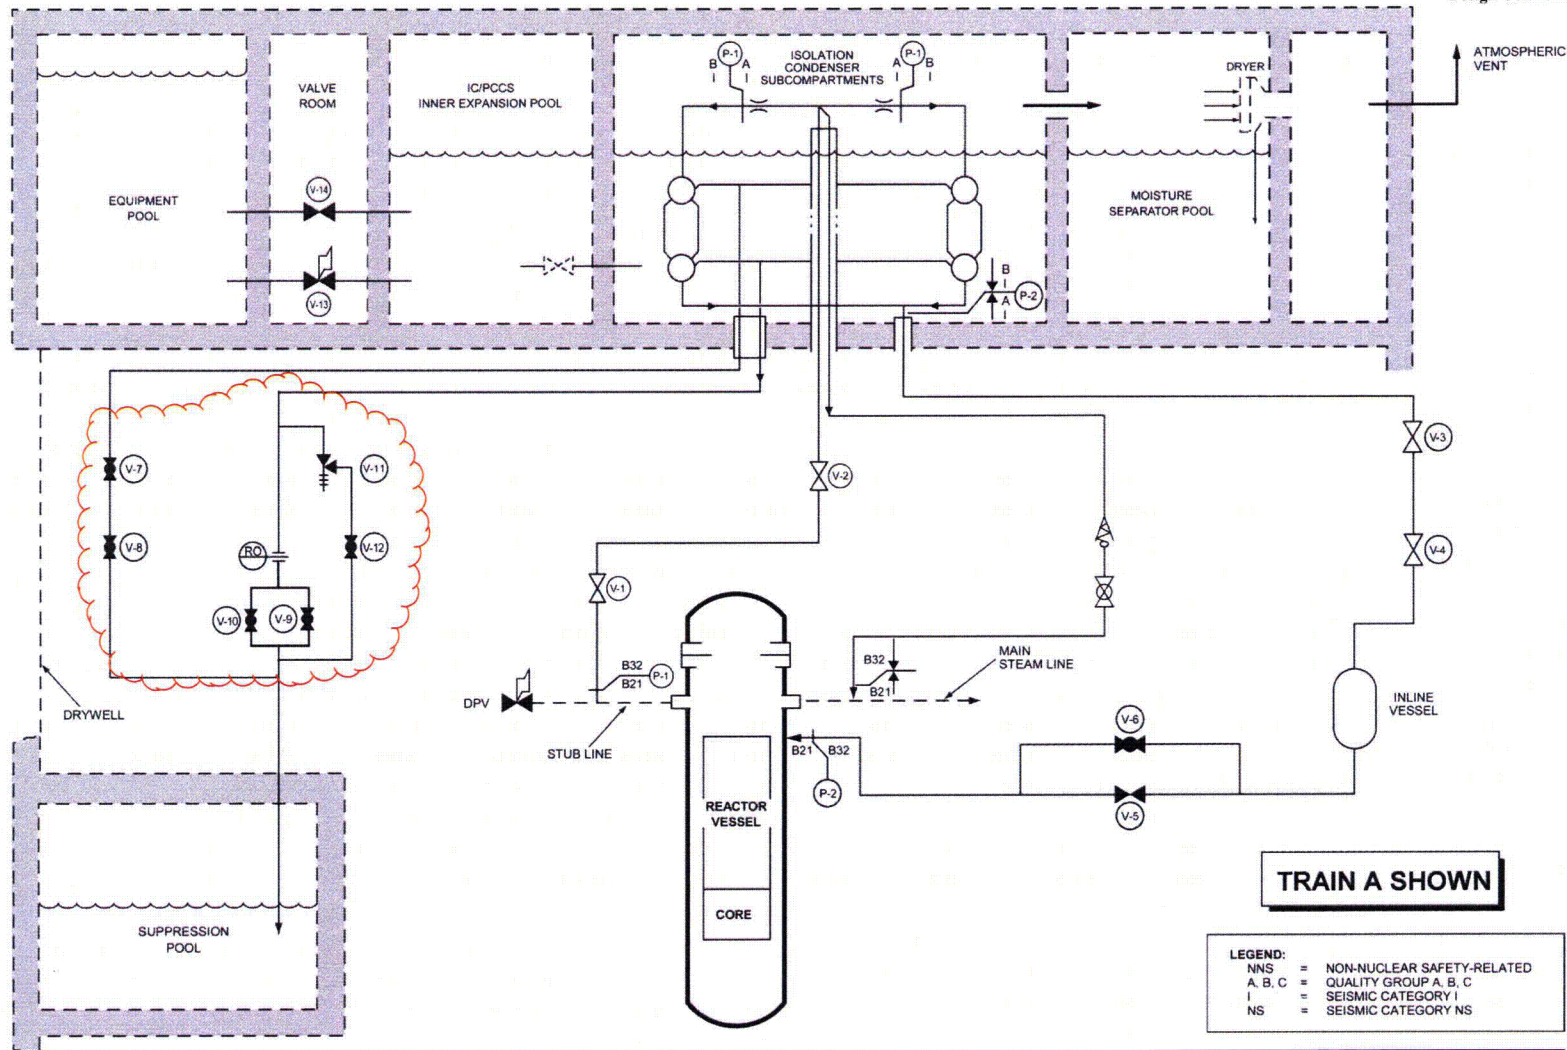 ATMOSPHERIC
VENT
P-1
P-1
B A
I I
A B
I I
ISOLATION
CONDENSER
SUBCOMPARTMENTS
DRYER
VALVE
ROOM
IC/PCCS
INNER EXPANSION POOL
EQUIPMENT
POOL
V-14
V-13
MOISTURE
SEPARATOR POOL
B
I
A
I
P-2
V-7
V-8
V-11
V-12
RO
V-10
V-9
V-2
V-1
V-3
V-4
B32
B21
P-1
B32
B21
MAIN
STEAM LINE
DPV
STUB LINE
DRYWELL
INLINE
VESSEL
V-6
V-5
B21
B32
P-2
REACTOR
VESSEL
CORE
SUPPRESSION
POOL
TRAIN A SHOWN
LEGEND:
NNS = NON-NUCLEAR SAFETY-RELATED
A, B, C = QUALITY GROUP A, B, C
I = SEISMIC CATEGORY I
NS = SEISMIC CATEGORY NS